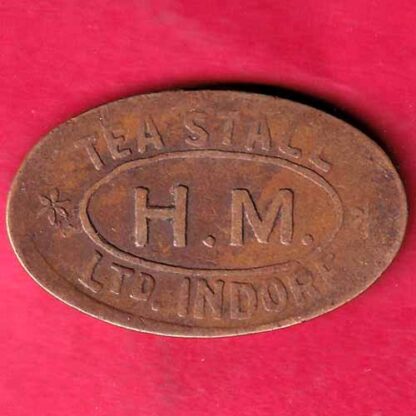 TEA STALL
H.M.
LTD. INDORE